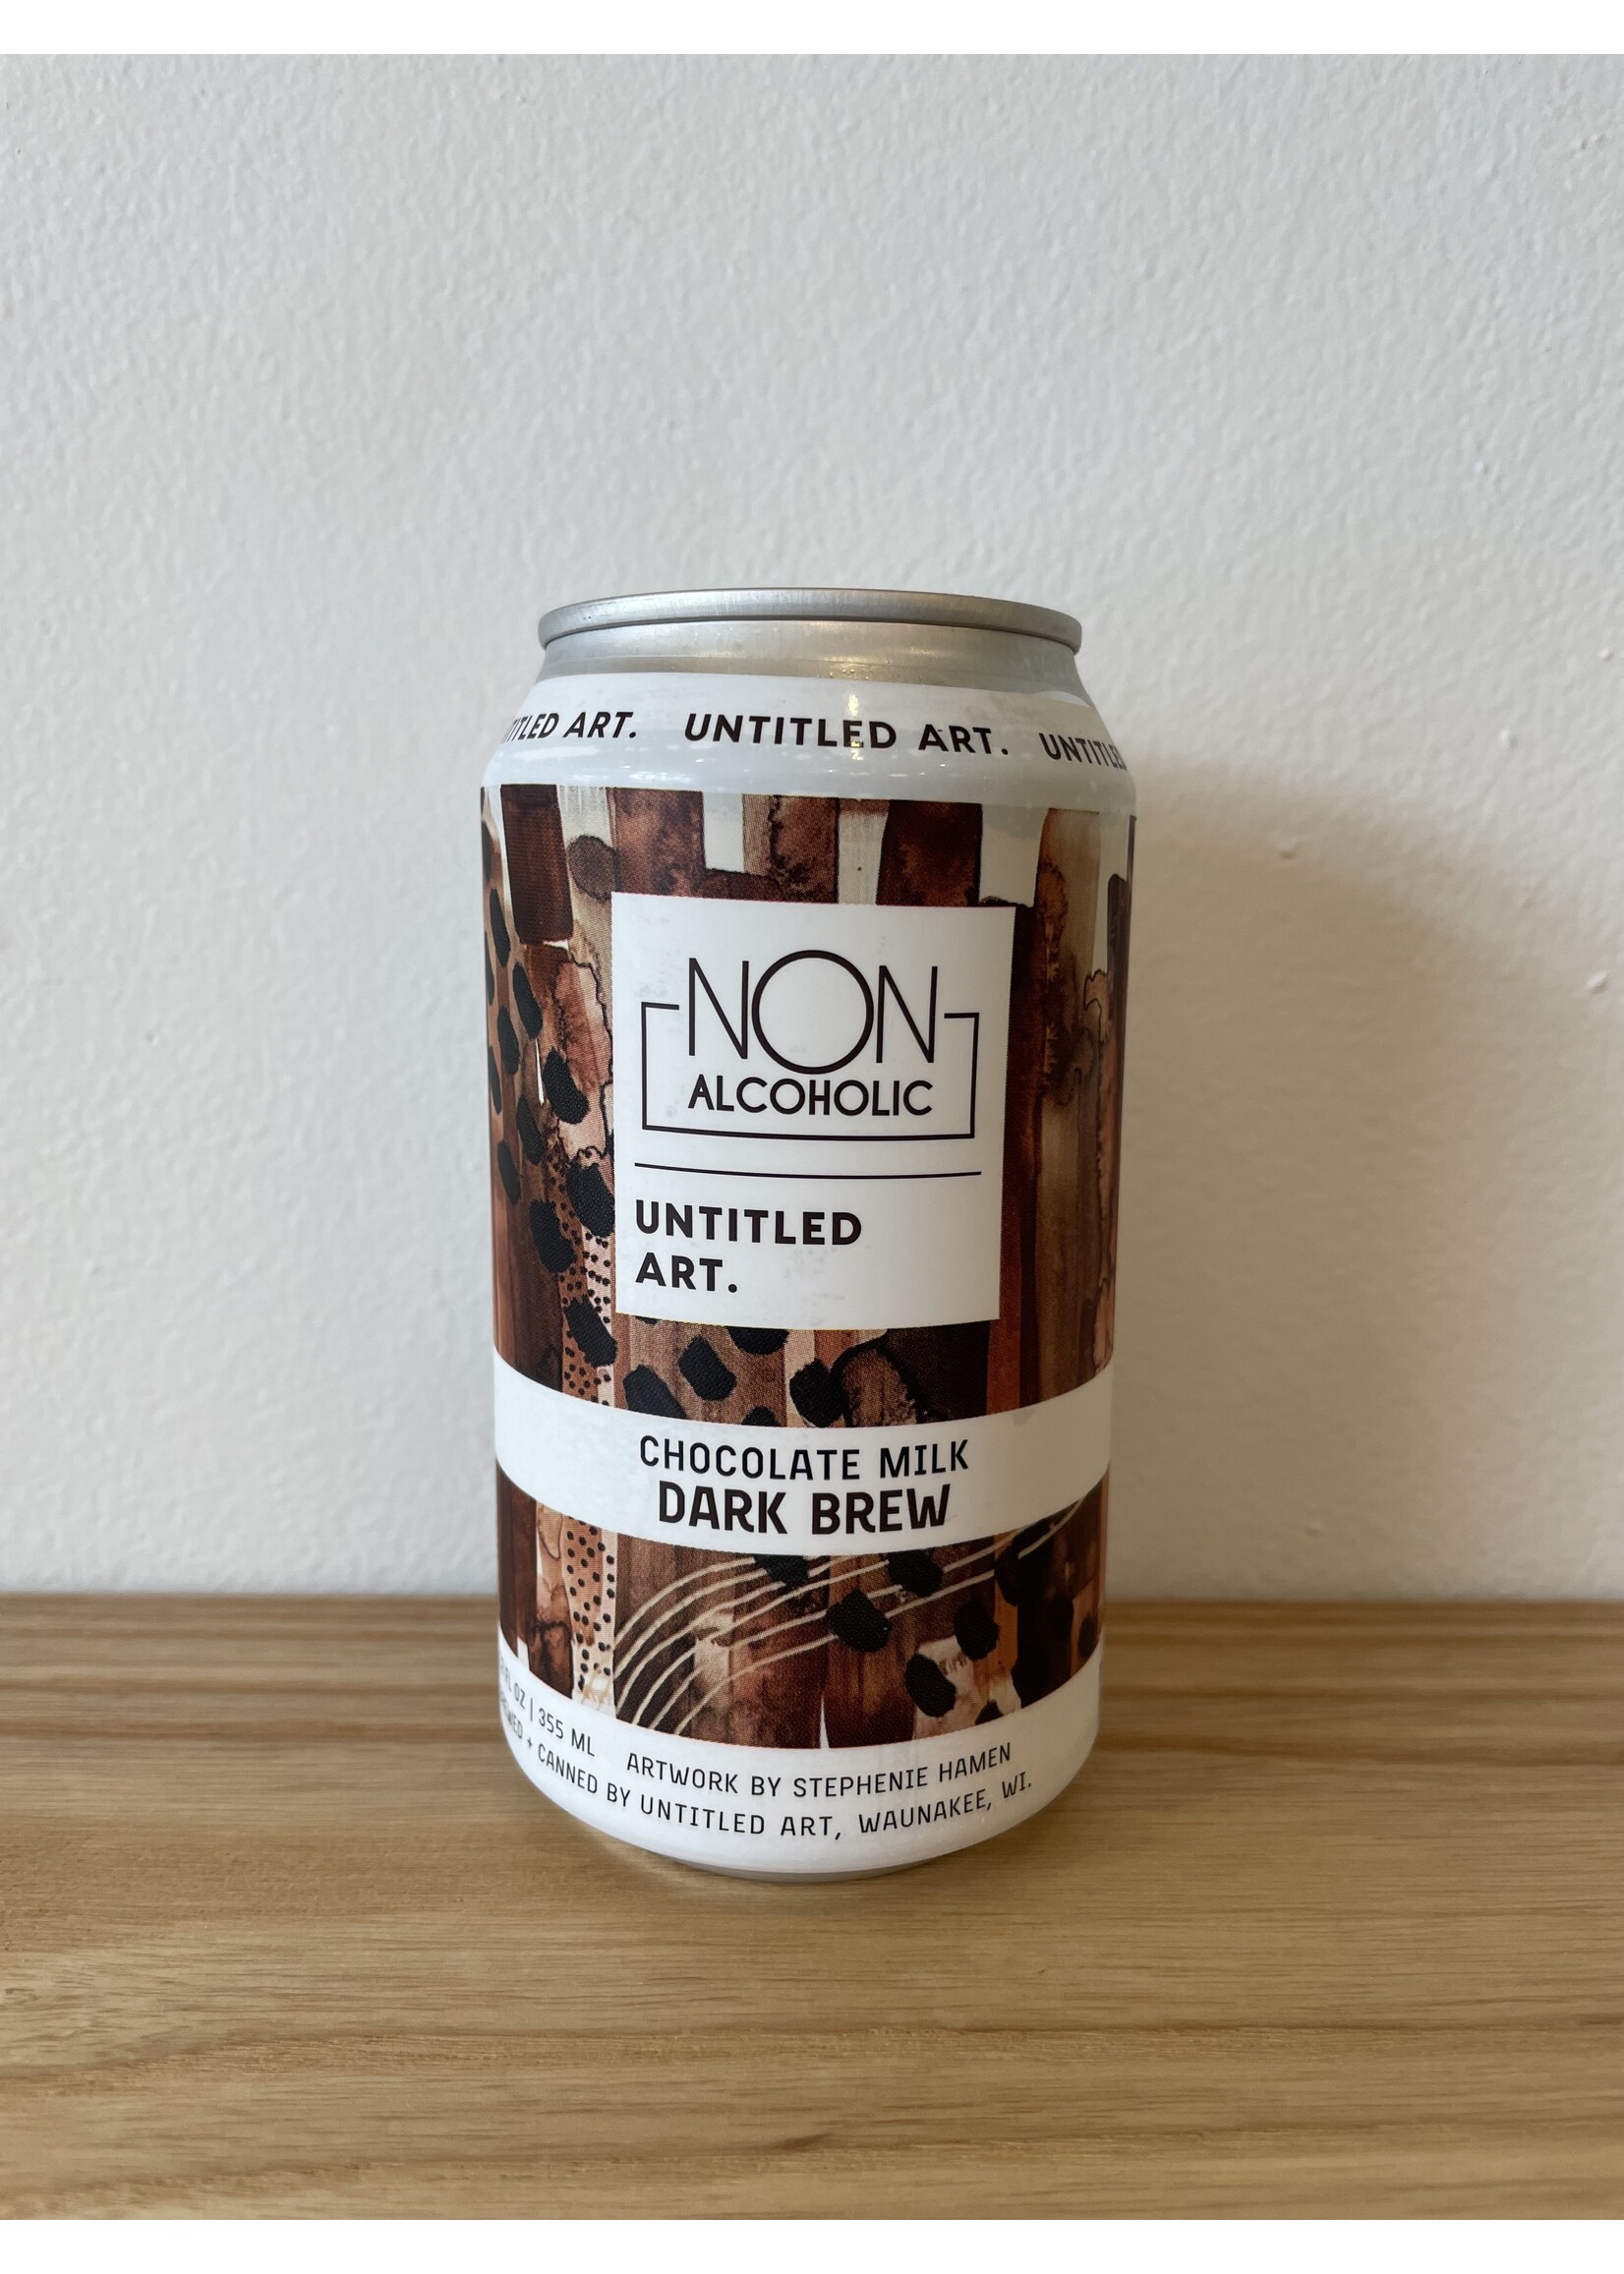 ART. UNTITLED ART.
NON
ALCOHOLIC
UNTITLED
ART.
CHOCOLATE MILK
DARK BREW
OZ | 355 ML ARTWORK BY STEPHENIE HAMEN
+ CANNED BY UNTITLED ART, WAUNAKEE, WI.